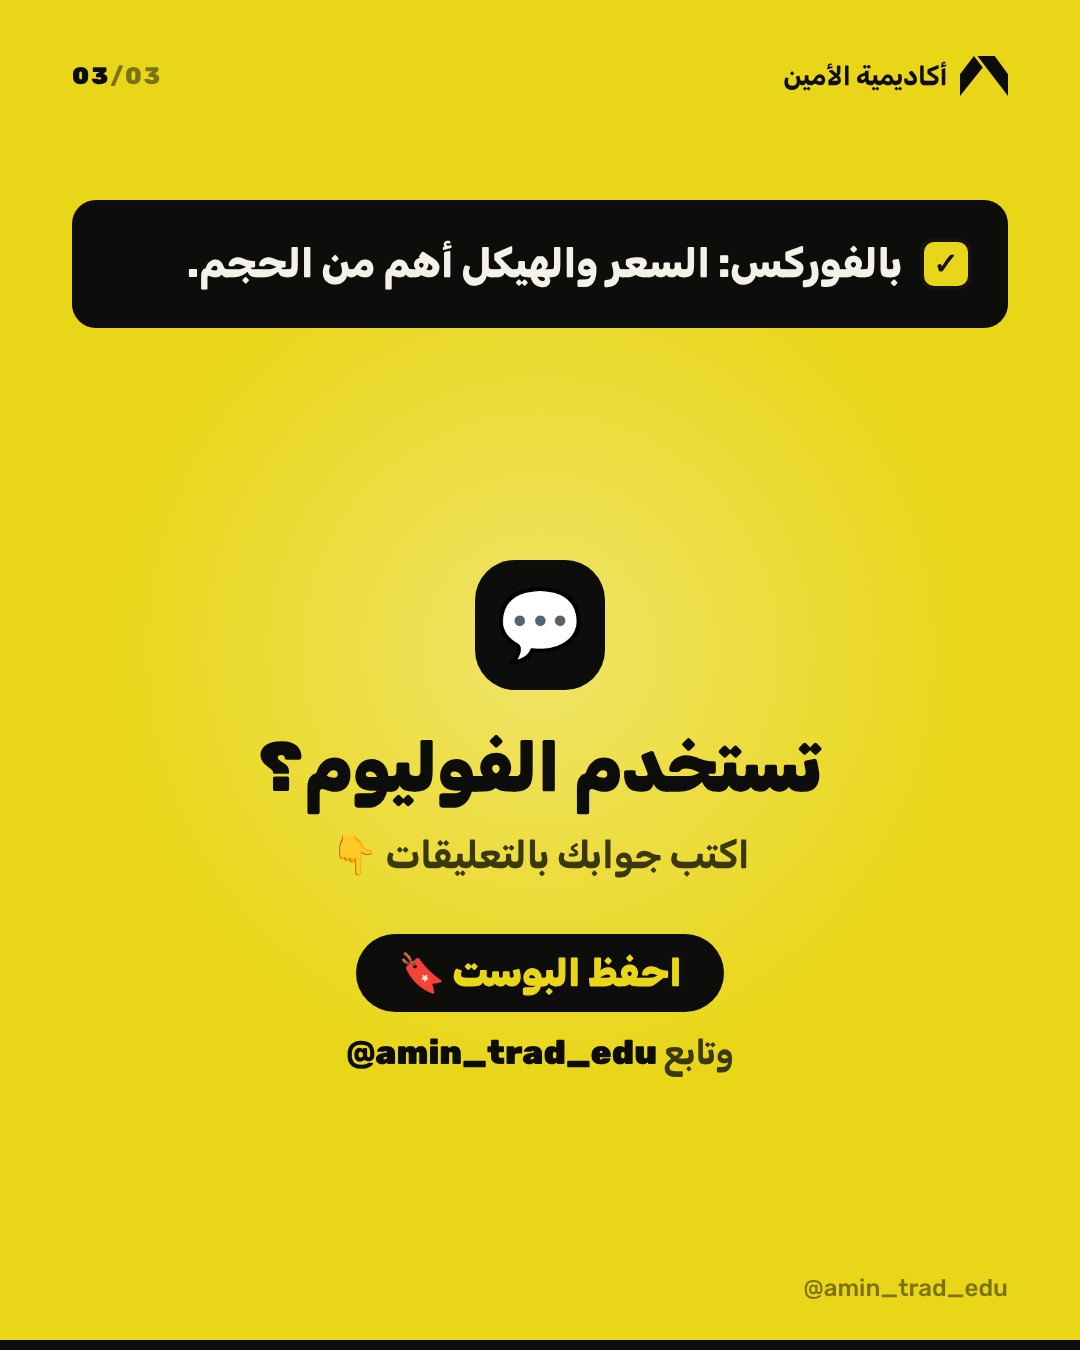 أكاديمية الأمين
03/03
✓ بالفوركس: السعر والهيكل أهم من الحجم.
تستخدم الفوليوم؟
اكتب جوابك بالتعليقات 👇
احفظ البوست 🔖
وتابع @amin_trad_edu
@amin_trad_edu